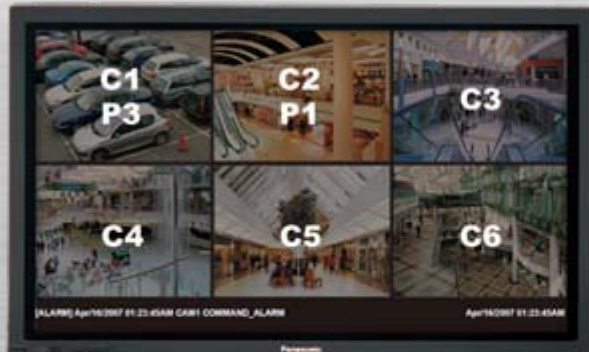 C1
P3
C2
P1
C3
C4
C5
C6
[ALARM] Apr/16/2007 01:23:45AM CAM1 COMMAND_ALARM
Apr/16/2007 01:23:45AM
Panasonic